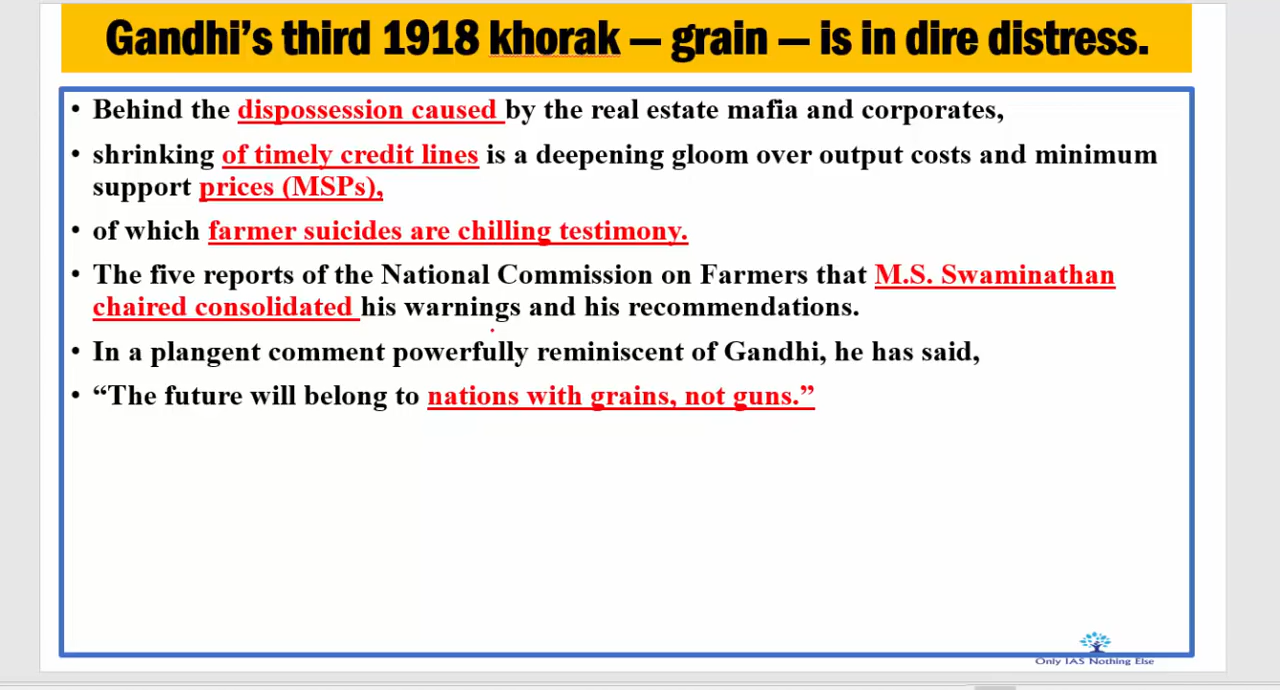 Gandhi’s third 1918 khorak — grain — is in dire distress.
• Behind the dispossession caused by the real estate mafia and corporates,
• shrinking of timely credit lines is a deepening gloom over output costs and minimum
support prices (MSPs),
• of which farmer suicides are chilling testimony.
• The five reports of the National Commission on Farmers that M.S. Swaminathan
chaired consolidated his warnings and his recommendations.
• In a plangent comment powerfully reminiscent of Gandhi, he has said,
• “The future will belong to nations with grains, not guns.”
Only IAS Nothing Else